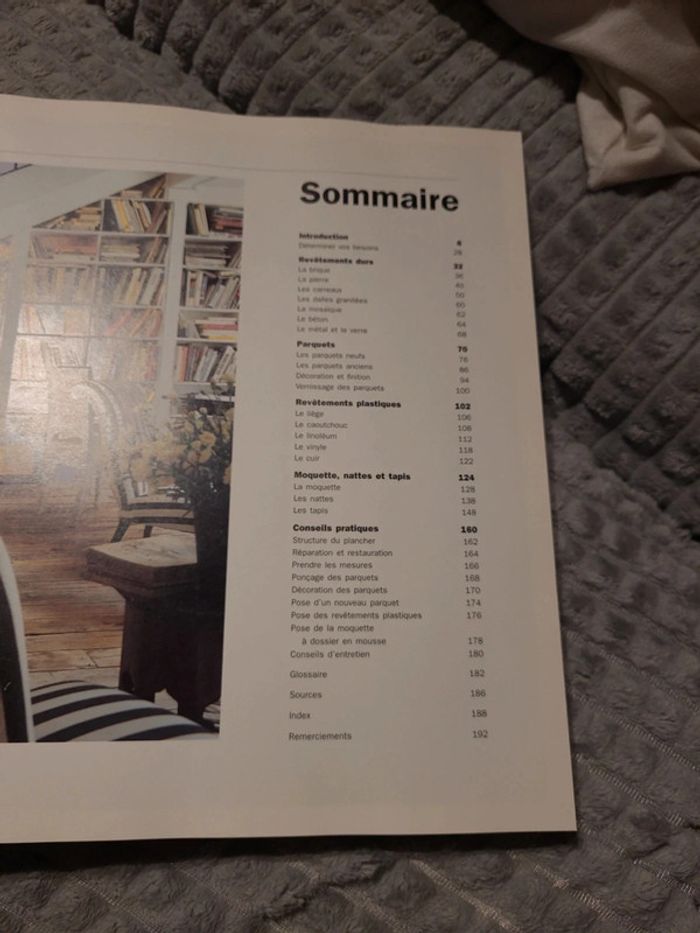 Sommaire
Introduction 6
Déterminer vos besoins 26
Revêtements durs 32
La brique 36
La pierre 40
Les carreaux 50
Les dalles granitées 60
La mosaïque 62
Le béton 64
Le métal et le verre 68
Parquets 70
Les parquets neufs 76
Les parquets anciens 86
Décoration et finition 94
Vernissage des parquets 100
Revêtements plastiques 102
Le liège 106
Le caoutchouc 108
Le linoléum 112
Le vinyle 118
Le cuir 122
Moquette, nattes et tapis 124
La moquette 128
Les nattes 138
Les tapis 148
Conseils pratiques 160
Structure du plancher 162
Réparation et restauration 164
Prendre les mesures 166
Ponçage des parquets 168
Décoration des parquets 170
Pose d'un nouveau parquet 174
Pose des revêtements plastiques 176
Pose de la moquette
à dossier en mousse 178
Conseils d'entretien 180
Glossaire 182
Sources 186
Index 188
Remerciements 192